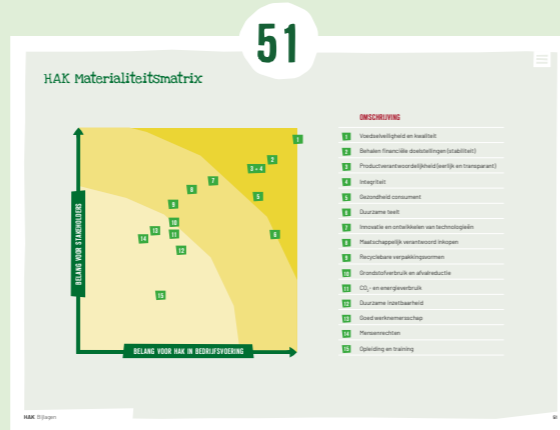 51
HAK Materialiteitsmatrix
BELANG VOOR STAKEHOLDERS
1
2
3 + 4
7
8
5
9
10
13
11
6
14
12
15
BELANG VOOR HAK IN BEDRIJFSVOERING
OMSCHRIJVING
1 Voedselveiligheid en kwaliteit
2 Behalen financiële doelstellingen (stabiliteit)
3 Productverantwoordelijkheid (eerlijk en transparant)
4 Integriteit
5 Gezondheid consument
6 Duurzame teelt
7 Innovatie en ontwikkelen van technologieën
8 Maatschappelijk verantwoord inkopen
9 Recyclebare verpakkingsvormen
10 Grondstofverbruik en afvalreductie
11 CO₂- en energieverbruik
12 Duurzame inzetbaarheid
13 Goed werknemerschap
14 Mensenrechten
15 Opleiding en training
HAK Bijlagen